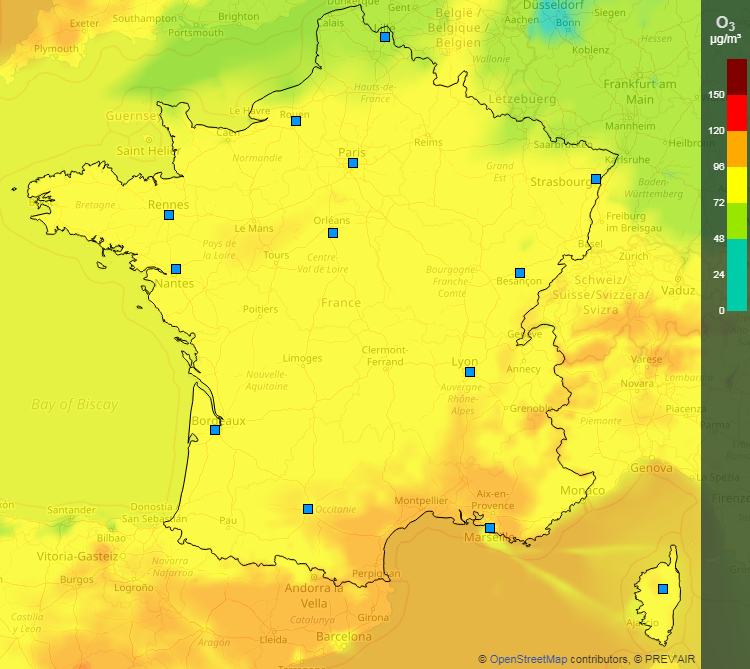 Dunkerque
Gent
Düsseldorf
Siegen
Exeter
Southampton
Brighton
Calais
België /
Belgique /
Belgien
Aachen
Bonn
O₃
µg/m³
Portsmouth
Plymouth
Koblenz
Hessen
Wallonie
Hauts-de-
France
Lëtzebuerg
Frankfurt am
Main
150
Guernsey
Le Havre
Rouen
Caen
Mannheim
120
Saint Helier
Normandie
Paris
Reims
Saarbrücken
Heilbronn
Karlsruhe
96
Grand
Est
Strasbourg
Baden-
Württemberg
72
Bretagne
Rennes
Le Mans
Orléans
Freiburg
im Breisgau
48
Pays de
la Loire
Tours
Centre-
Val de Loire
Bourgogne-
Franche
Comté
Basel
Zürich
24
Nantes
Besançon
Schweiz/
Suisse/Svizzera/
Svizra
Vaduz
0
Poitiers
France
Genève
Limoges
Clermont-
Ferrand
Lyon
Annecy
Varese
Lombardia
Novara
Nouvelle-
Aquitaine
Auvergne-
Rhône-
Alpes
Grenoble
Piacenza
Bay of Biscay
Bordeaux
Piemonte
Parma
Genova
La Spezia
Monaco
Firenze
Santander
Donostia
San Sebastián
Bilbao
Pau
Occitanie
Montpellier
Aix-en-
Provence
Marseille
Vitoria-Gasteiz
Navarra
- Nafarroa
Burgos
Logroño
Perpignan
Andorra la
Vella
Girona
Catalunya
Castilla
y León
Aragón
Lleida
Barcelona
Ajaccio
Tarragona
© OpenStreetMap contributors, © PREV'AIR